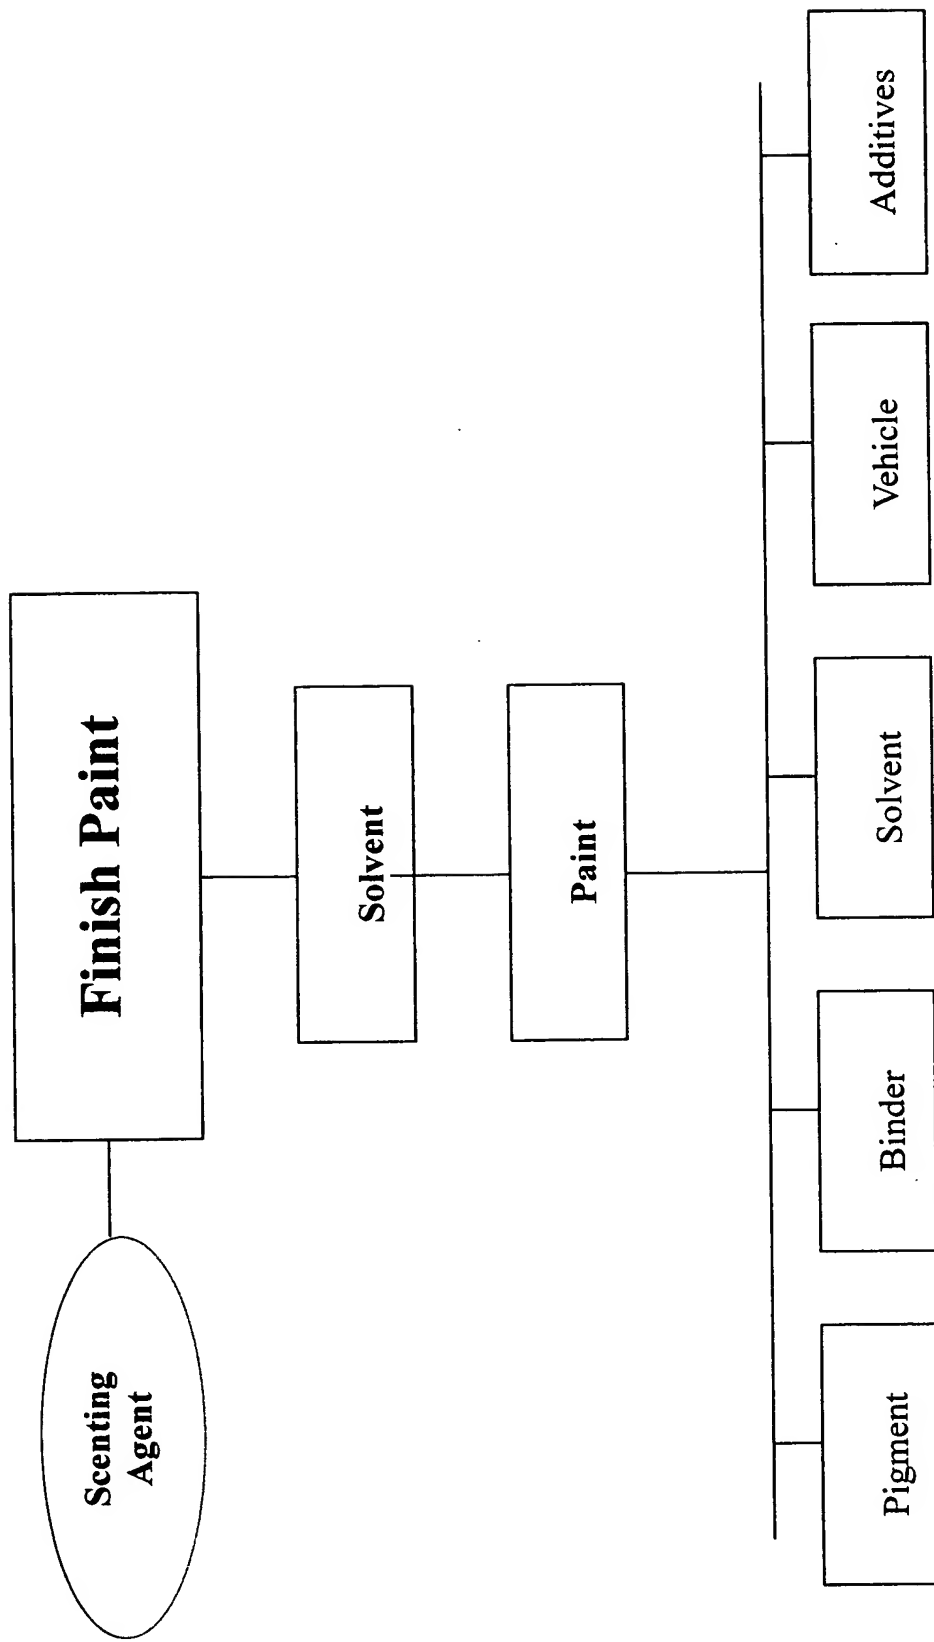 Scenting
Agent
Finish Paint
Solvent
Paint
Pigment
Binder
Solvent
Vehicle
Additives